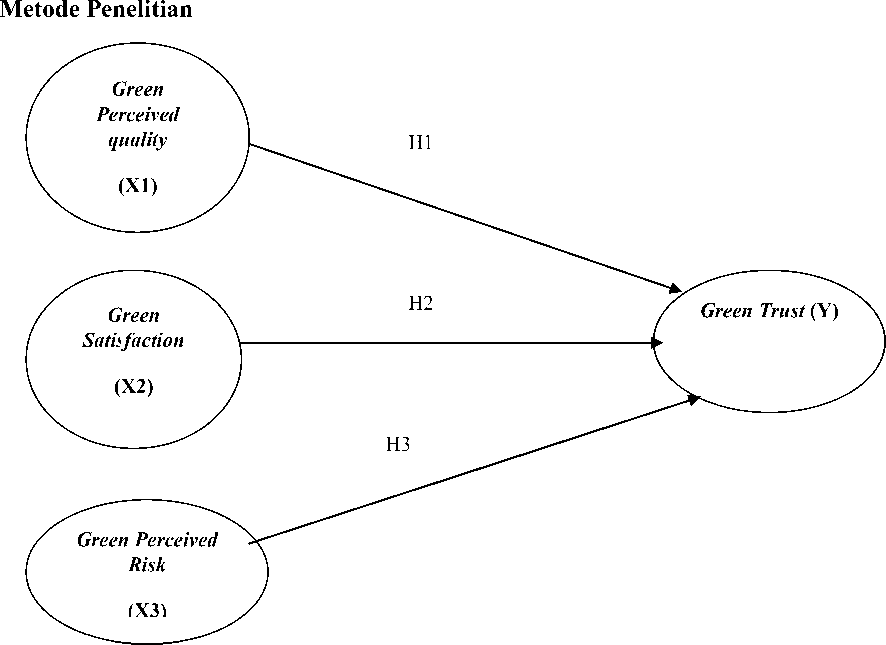 Metode Penelitian
Green
Perceived
quality
(X1)
H1
Green
Satisfaction
(X2)
H2
Green Trust (Y)
H3
Green Perceived
Risk
(X3)